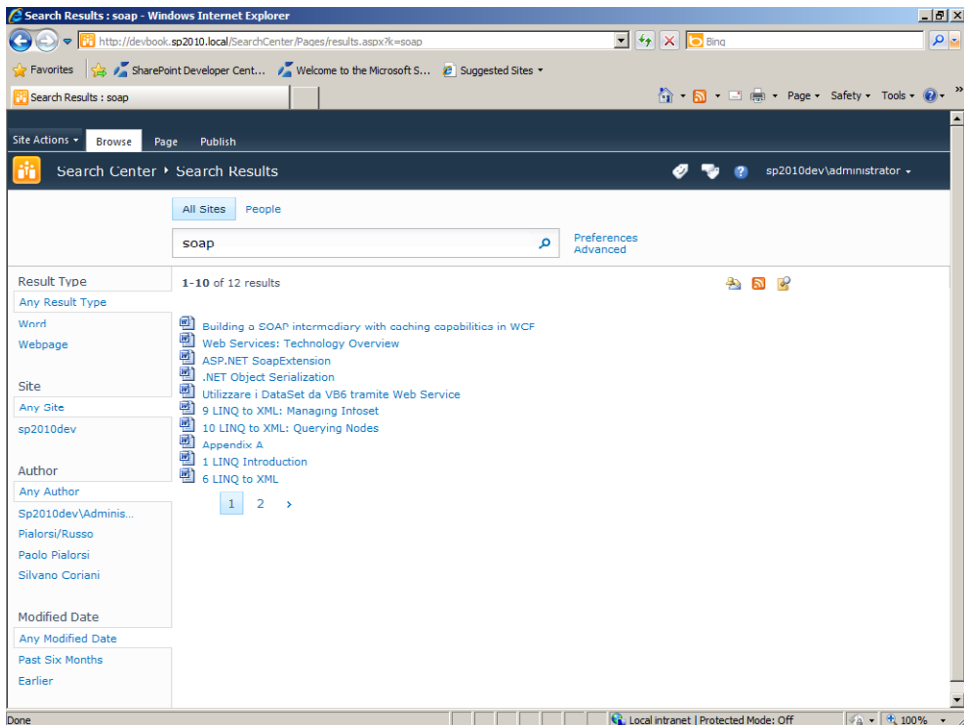 Search Results : soap - Windows Internet Explorer
http://devbook.sp2010.local/SearchCenter/Pages/results.aspx?k=soap
Bing
Favorites SharePoint Developer Cent... Welcome to the Microsoft S... Suggested Sites
Search Results : soap
Page Safety Tools »
Site Actions Browse Page Publish
Search Center Search Results sp2010dev\administrator
All Sites People
soap
Preferences
Advanced
Result Type
Any Result Type
Word
Webpage
Site
Any Site
sp2010dev
Author
Any Author
Sp2010dev\Adminis...
Pialorsi/Russo
Paolo Pialorsi
Silvano Coriani
Modified Date
Any Modified Date
Past Six Months
Earlier
1-10 of 12 results
Building a SOAP intermediary with caching capabilities in WCF
Web Services: Technology Overview
ASP.NET SoapExtension
.NET Object Serialization
Utilizzare i DataSet da VB6 tramite Web Service
9 LINQ to XML: Managing Infoset
10 LINQ to XML: Querying Nodes
Appendix A
1 LINQ Introduction
6 LINQ to XML
1 2 ›
Done Local intranet | Protected Mode: Off 100%